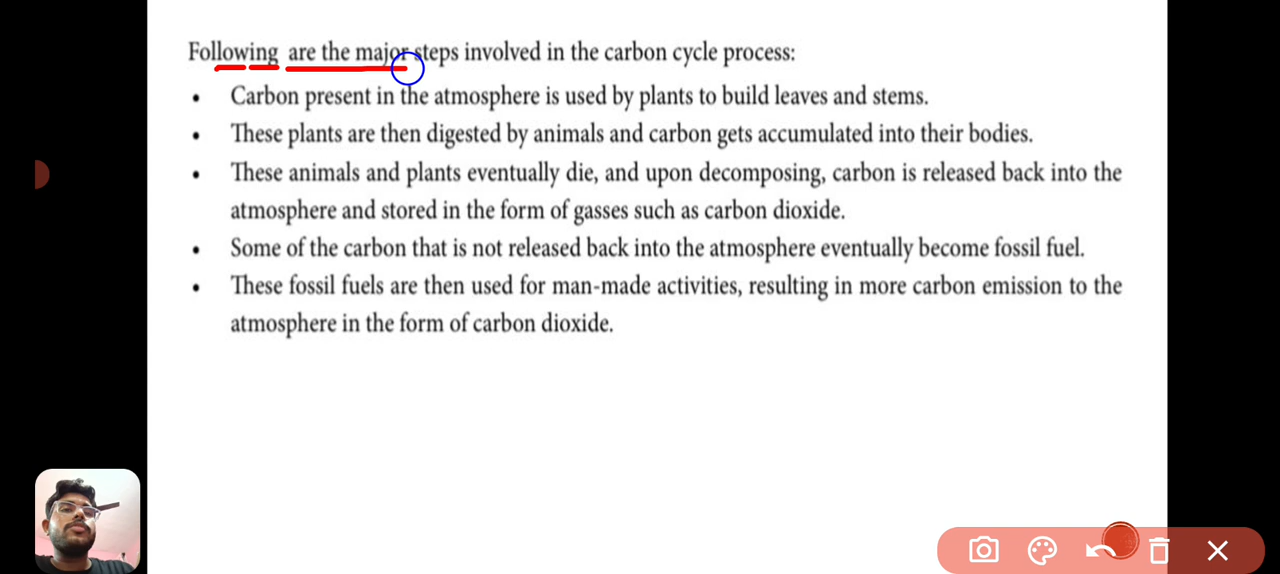 Following are the major steps involved in the carbon cycle process:
• Carbon present in the atmosphere is used by plants to build leaves and stems.
• These plants are then digested by animals and carbon gets accumulated into their bodies.
• These animals and plants eventually die, and upon decomposing, carbon is released back into the
atmosphere and stored in the form of gasses such as carbon dioxide.
• Some of the carbon that is not released back into the atmosphere eventually become fossil fuel.
• These fossil fuels are then used for man-made activities, resulting in more carbon emission to the
atmosphere in the form of carbon dioxide.